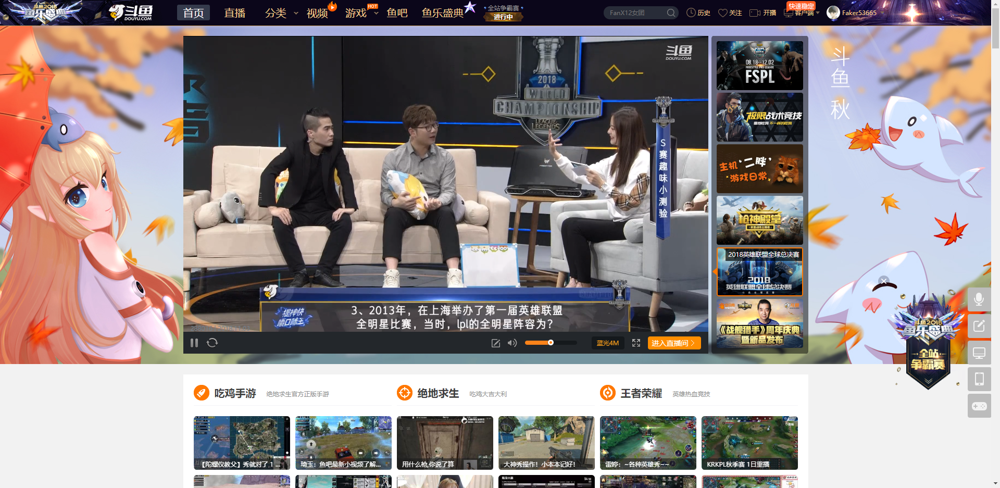 斗鱼2018
鱼乐盛典
斗鱼
DOUYU.COM
首页
直播
分类
视频
游戏
HOT
鱼吧
鱼乐盛典
全站争霸赛
进行中
FanX12女团
历史
关注
开播
快速稳定
客户端
Faker53665
斗鱼
DOUYU.COM
2018
WORLD
CHAMPIONSHIP
LEAGUE
LEGENDS
S赛趣味小测验
提神快
嚼口味王
3、2013年，在上海举办了第一届英雄联盟
全明星比赛，当时，lpl的全明星阵容为？
蓝光4M
进入直播间
08.18--12.02
FREESTYLE PRO LEAGUE
FSPL
极限战术竞技
主机‘二胖’
游戏日常
枪神殿堂
2018英雄联盟全球总决赛
2018
英雄联盟全球总决赛
《战舰猎手》周年庆典
暨新品发布
斗鱼 秋
斗鱼2018
鱼乐盛典
全站
争霸赛
吃鸡手游
绝地求生官方正版手游
绝地求生
吃鸡大吉大利
王者荣耀
英雄热血竞技
【陀螺仪教父】秀就对了 1 ...
琦玉：鱼吧最新小视频了解...
用什么枪,你说了算
大神秀操作！小本本记好！
雷婷：~各种英雄秀~~
KRKPL秋季赛 1日重播